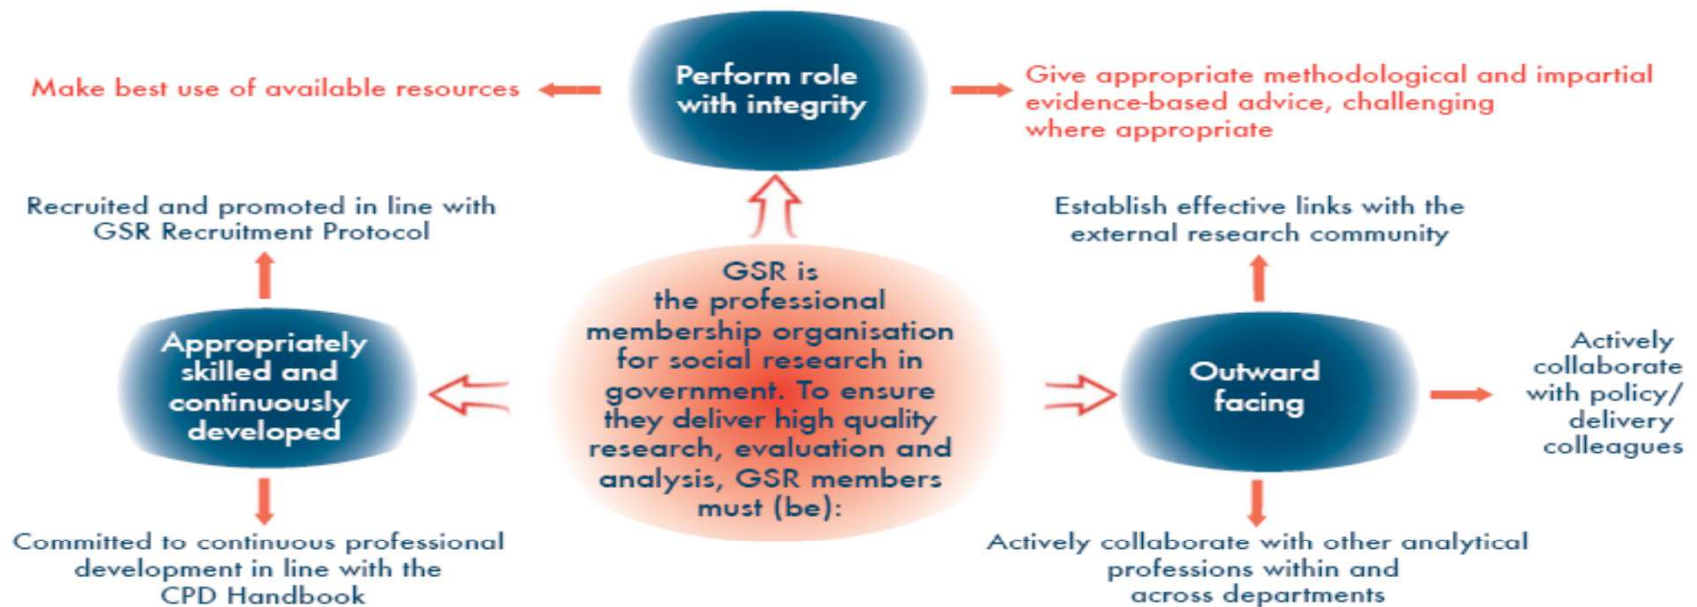 Perform role
with integrity
Make best use of available resources
Give appropriate methodological and impartial
evidence-based advice, challenging
where appropriate
Recruited and promoted in line with
GSR Recruitment Protocol
Establish effective links with the
external research community
GSR is
the professional
membership organisation
for social research in
government. To ensure
they deliver high quality
research, evaluation and
analysis, GSR members
must (be):
Appropriately
skilled and
continuously
developed
Outward
facing
Actively
collaborate
with policy/
delivery
colleagues
Committed to continuous professional
development in line with the
CPD Handbook
Actively collaborate with other analytical
professions within and
across departments